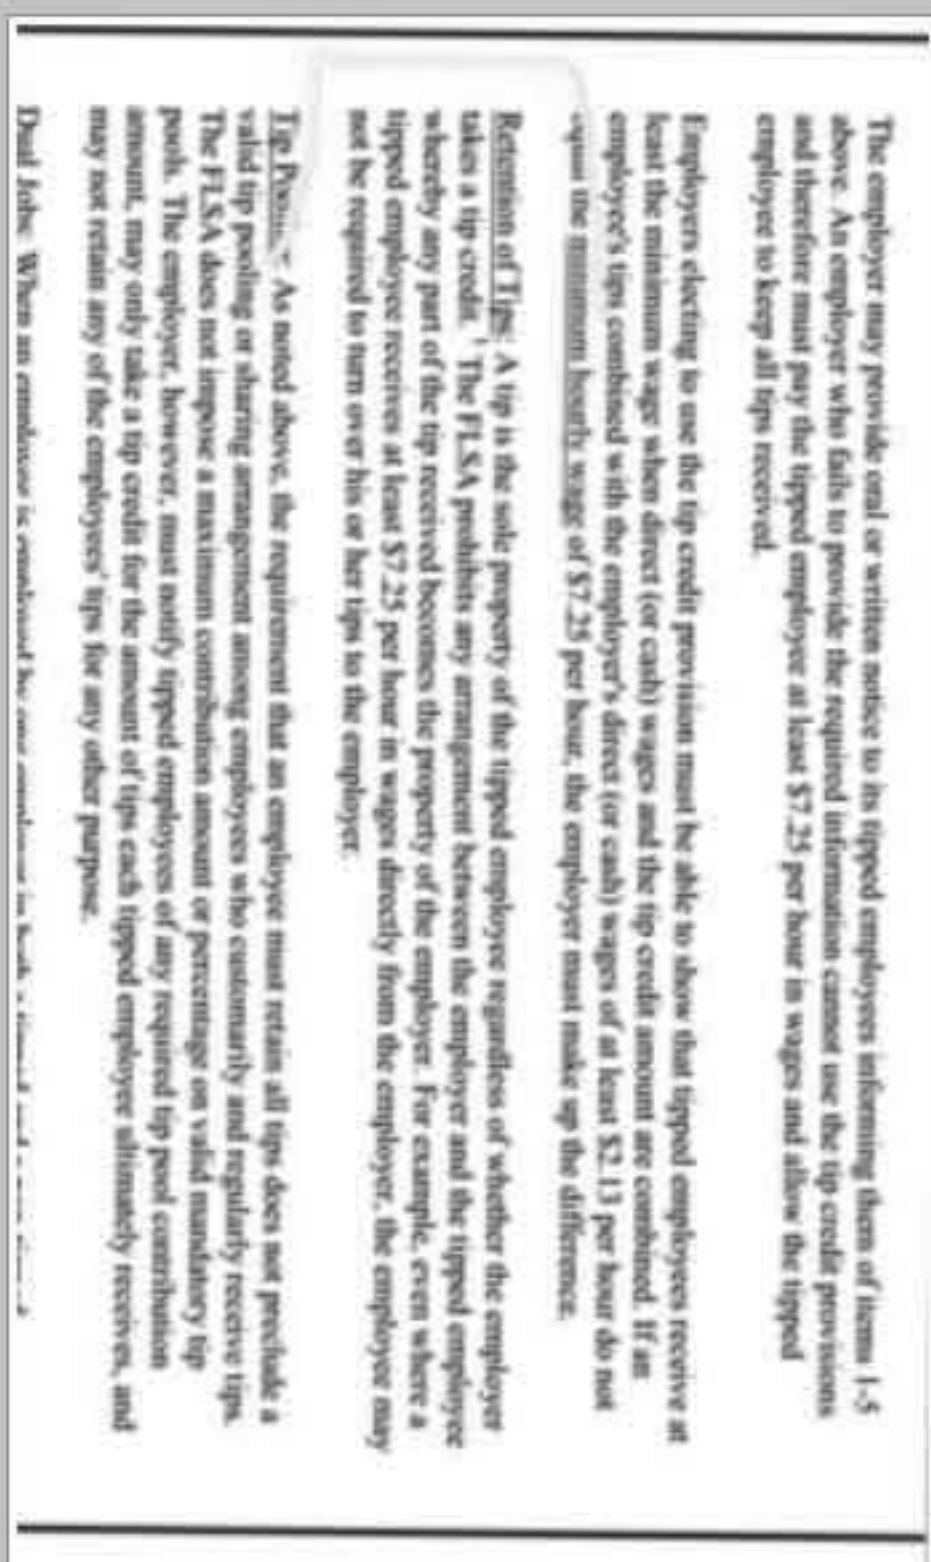 The employer may provide oral or written notice to its tipped employees informing them of items 1-5
above. An employer who fails to provide the required information cannot use the tip credit provisions
and therefore must pay the tipped employee at least $7.25 per hour in wages and allow the tipped
employee to keep all tips received.
Employers electing to use the tip credit provision must be able to show that tipped employees receive at
least the minimum wage when direct (or cash) wages and the tip credit amount are combined. If an
employee's tips combined with the employer's direct (or cash) wages of at least $2.13 per hour do not
equal the minimum hourly wage of $7.25 per hour, the employer must make up the difference.
Retention of Tips: A tip is the sole property of the tipped employee regardless of whether the employer
takes a tip credit. 1 The FLSA prohibits any arrangement between the employer and the tipped employee
whereby any part of the tip received becomes the property of the employer. For example, even where a
tipped employee receives at least $7.25 per hour in wages directly from the employer, the employee may
not be required to turn over his or her tips to the employer.
Tip As noted above, the requirement that an employee must retain all tips does not preclude a
valid tip pooling or sharing arrangement among employees who customarily and regularly receive tips.
The FLSA does not impose a maximum contribution amount or percentage on valid mandatory tip
pools. The employer, however, must notify tipped employees of any required tip pool contribution
amount, may only take a tip credit for the amount of tips each tipped employee ultimately receives, and
may not retain any of the employees' tips for any other purpose.
Dual Jobs: When an employee is employed by one employer in both a tipped and a